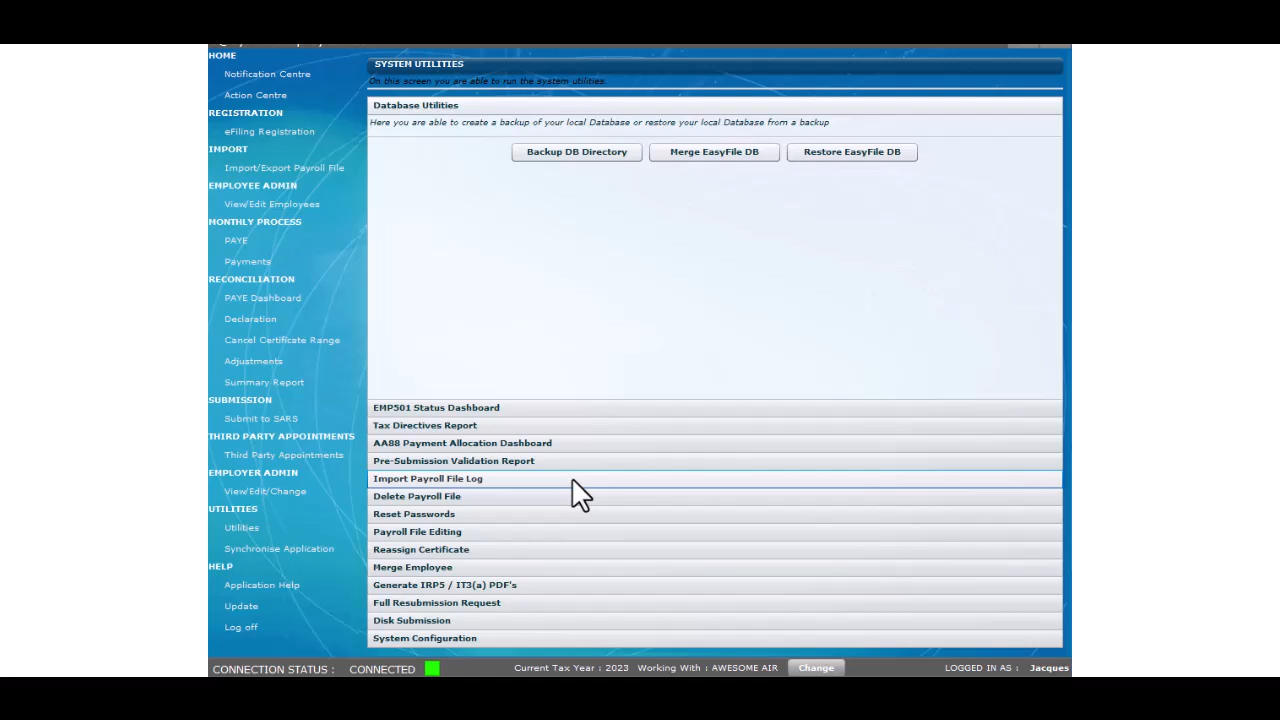 HOME
Notification Centre
Action Centre
REGISTRATION
eFiling Registration
IMPORT
Import/Export Payroll File
EMPLOYEE ADMIN
View/Edit Employees
MONTHLY PROCESS
PAYE
Payments
RECONCILIATION
PAYE Dashboard
Declaration
Cancel Certificate Range
Adjustments
Summary Report
SUBMISSION
Submit to SARS
THIRD PARTY APPOINTMENTS
Third Party Appointments
EMPLOYER ADMIN
View/Edit/Change
UTILITIES
Utilities
Synchronise Application
HELP
Application Help
Update
Log off
SYSTEM UTILITIES
On this screen you are able to run the system utilities.
Database Utilities
Here you are able to create a backup of your local Database or restore your local Database from a backup
Backup DB Directory Merge EasyFile DB Restore EasyFile DB
EMP501 Status Dashboard
Tax Directives Report
AA88 Payment Allocation Dashboard
Pre-Submission Validation Report
Import Payroll File Log
Delete Payroll File
Reset Passwords
Payroll File Editing
Reassign Certificate
Merge Employee
Generate IRP5 / IT3(a) PDF's
Full Resubmission Request
Disk Submission
System Configuration
CONNECTION STATUS : CONNECTED Current Tax Year : 2023 Working With : AWESOME AIR Change LOGGED IN AS : Jacques